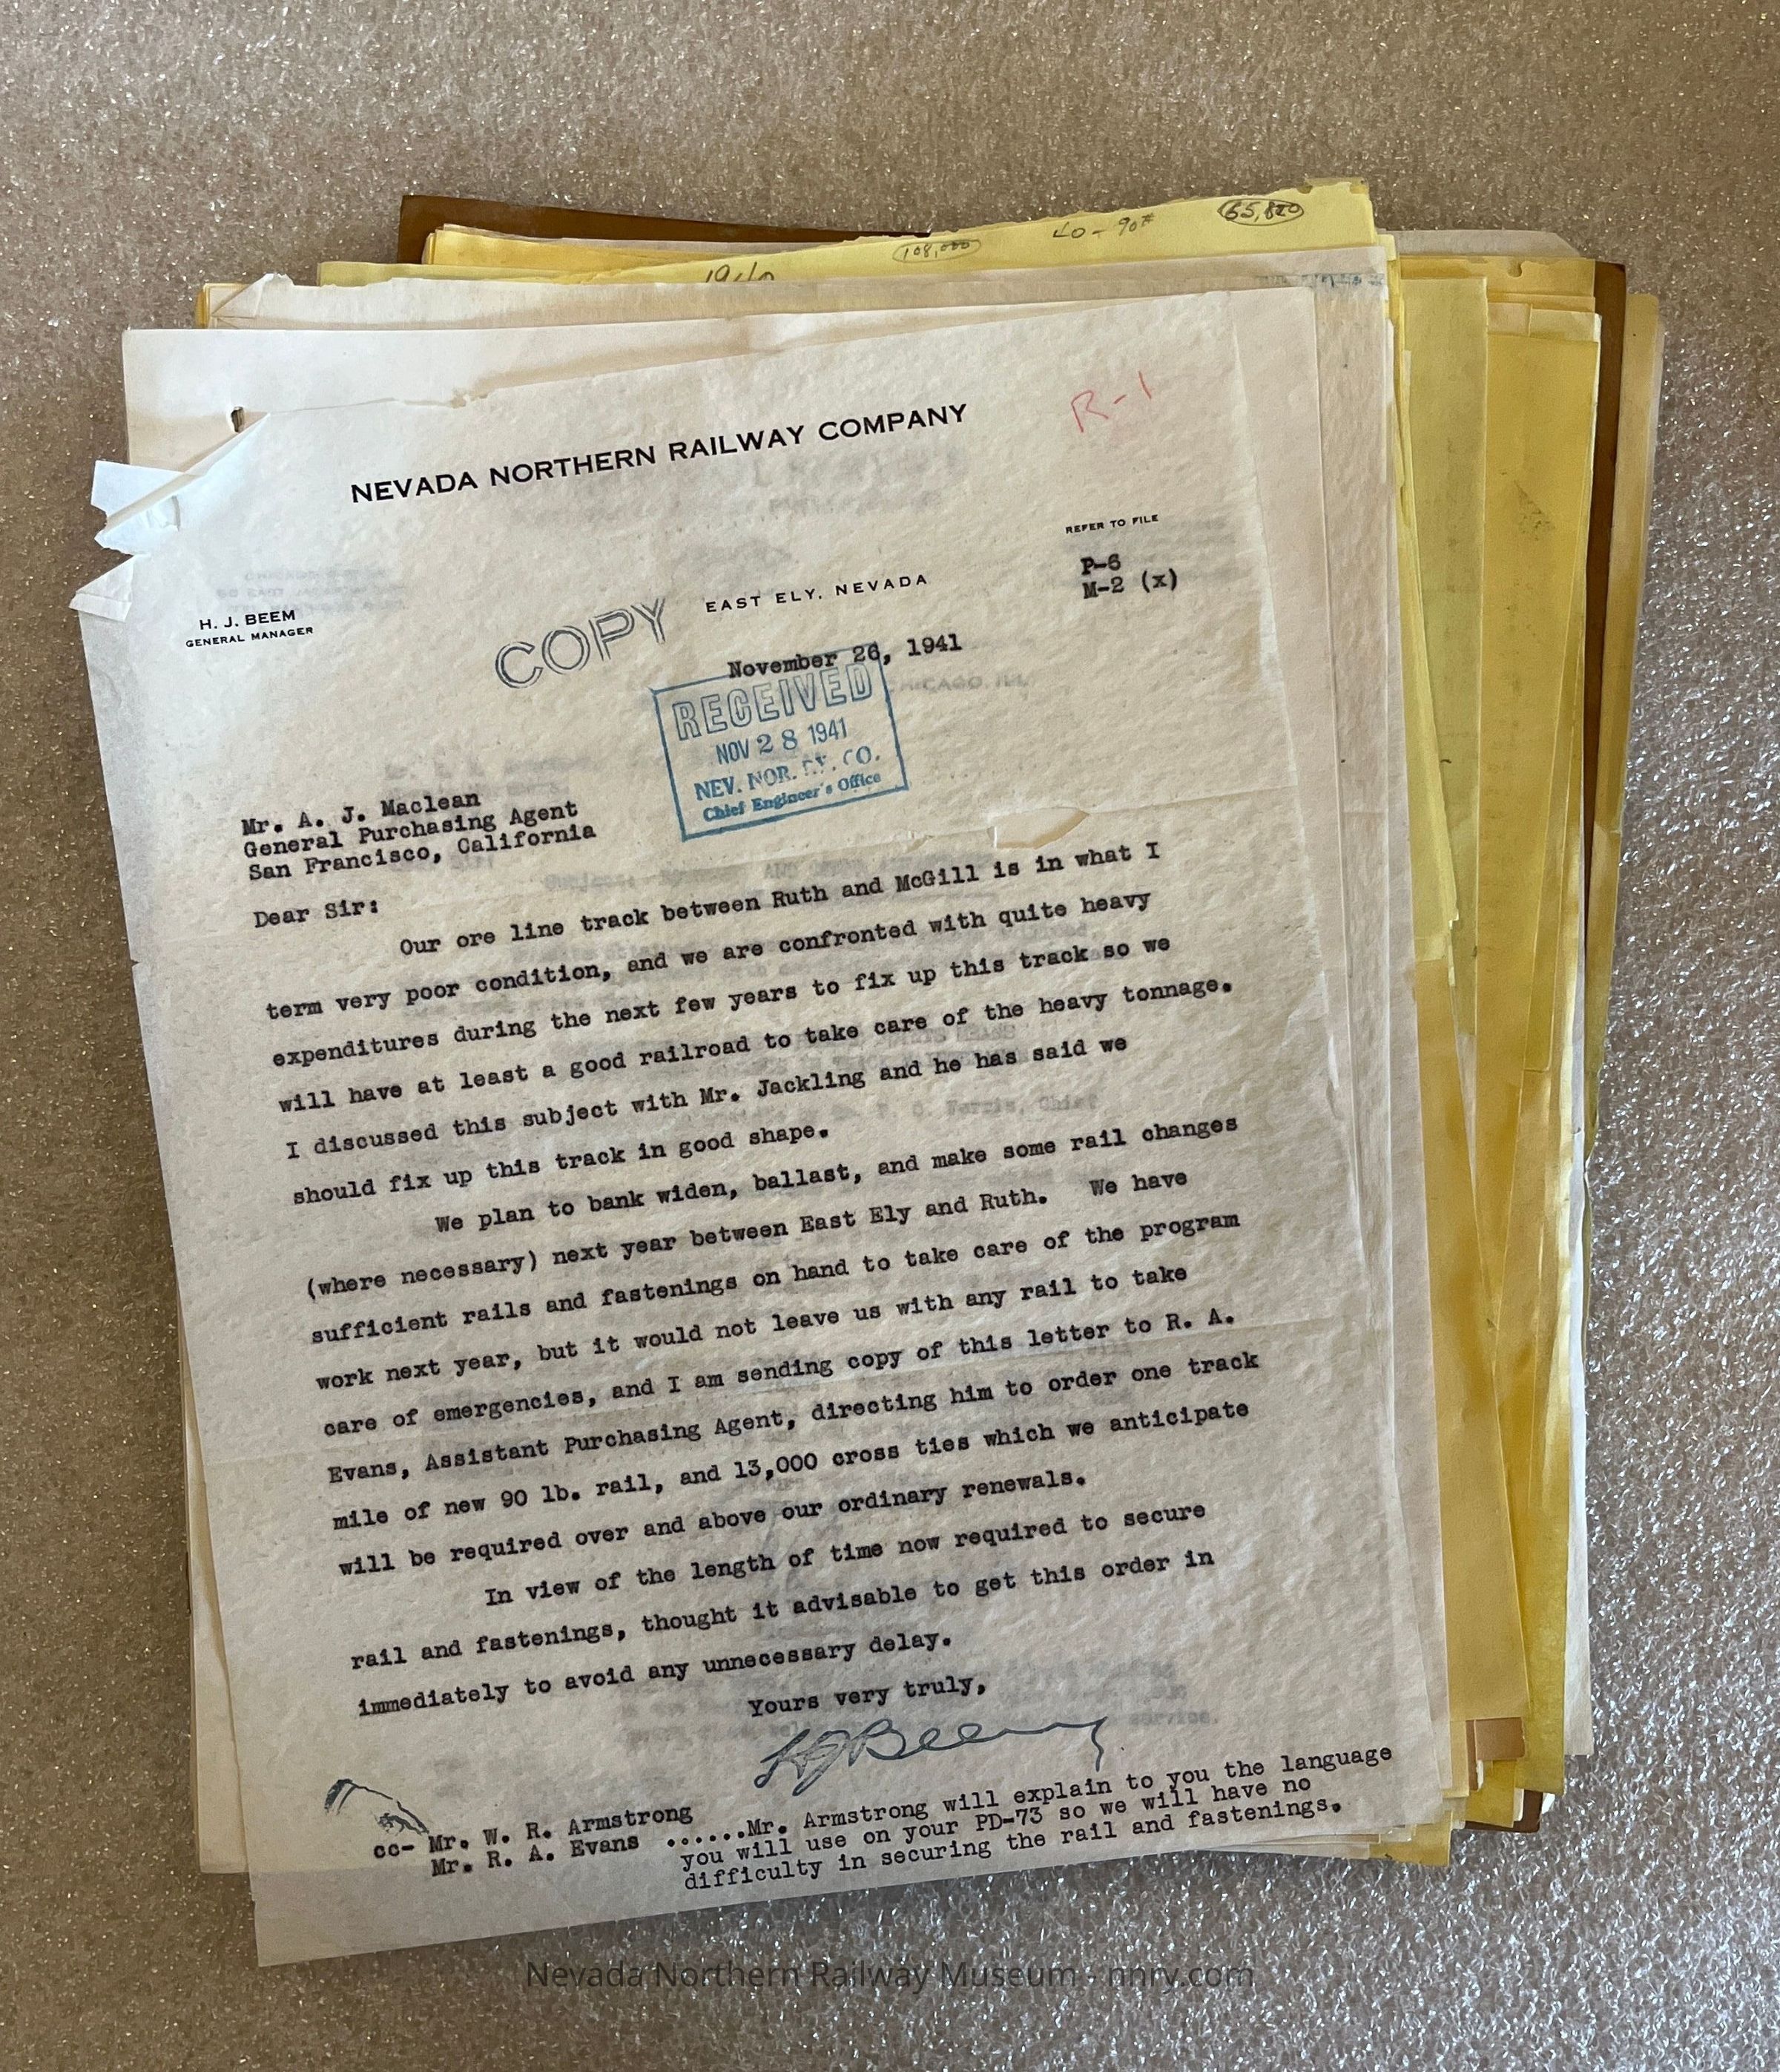 40-90# 65,820
108,000
1940
R-1
NEVADA NORTHERN RAILWAY COMPANY
REFER TO FILE
P-6
M-2 (x)
H. J. BEEM
GENERAL MANAGER
COPY
EAST ELY, NEVADA
November 26, 1941
RECEIVED
NOV 28 1941
NEV. NOR. RY. CO.
Chief Engineer's Office
CHICAGO, ILL
Mr. A. J. Maclean
General Purchasing Agent
San Francisco, California
Dear Sir:
Our ore line track between Ruth and McGill is in what I
term very poor condition, and we are confronted with quite heavy
expenditures during the next few years to fix up this track so we
will have at least a good railroad to take care of the heavy tonnage.
I discussed this subject with Mr. Jackling and he has said we
should fix up this track in good shape.
We plan to bank widen, ballast, and make some rail changes
(where necessary) next year between East Ely and Ruth. We have
sufficient rails and fastenings on hand to take care of the program
work next year, but it would not leave us with any rail to take
care of emergencies, and I am sending copy of this letter to R. A.
Evans, Assistant Purchasing Agent, directing him to order one track
mile of new 90 lb. rail, and 13,000 cross ties which we anticipate
will be required over and above our ordinary renewals.
In view of the length of time now required to secure
rail and fastenings, thought it advisable to get this order in
immediately to avoid any unnecessary delay.
Yours very truly,
HJBeem
cc- Mr. W. R. Armstrong
Mr. R. A. Evans ......Mr. Armstrong will explain to you the language
you will use on your PD-73 so we will have no
difficulty in securing the rail and fastenings.
Nevada Northern Railway Museum - nnry.com